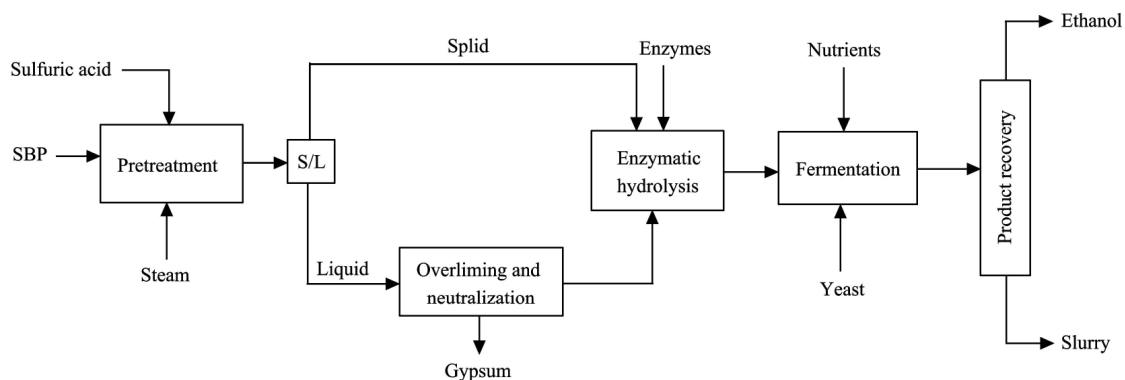 Ethanol
Splid
Enzymes
Nutrients
Sulfuric acid
SBP
Pretreatment
S/L
Enzymatic
hydrolysis
Fermentation
Product recovery
Steam
Liquid
Overliming and
neutralization
Yeast
Gypsum
Slurry